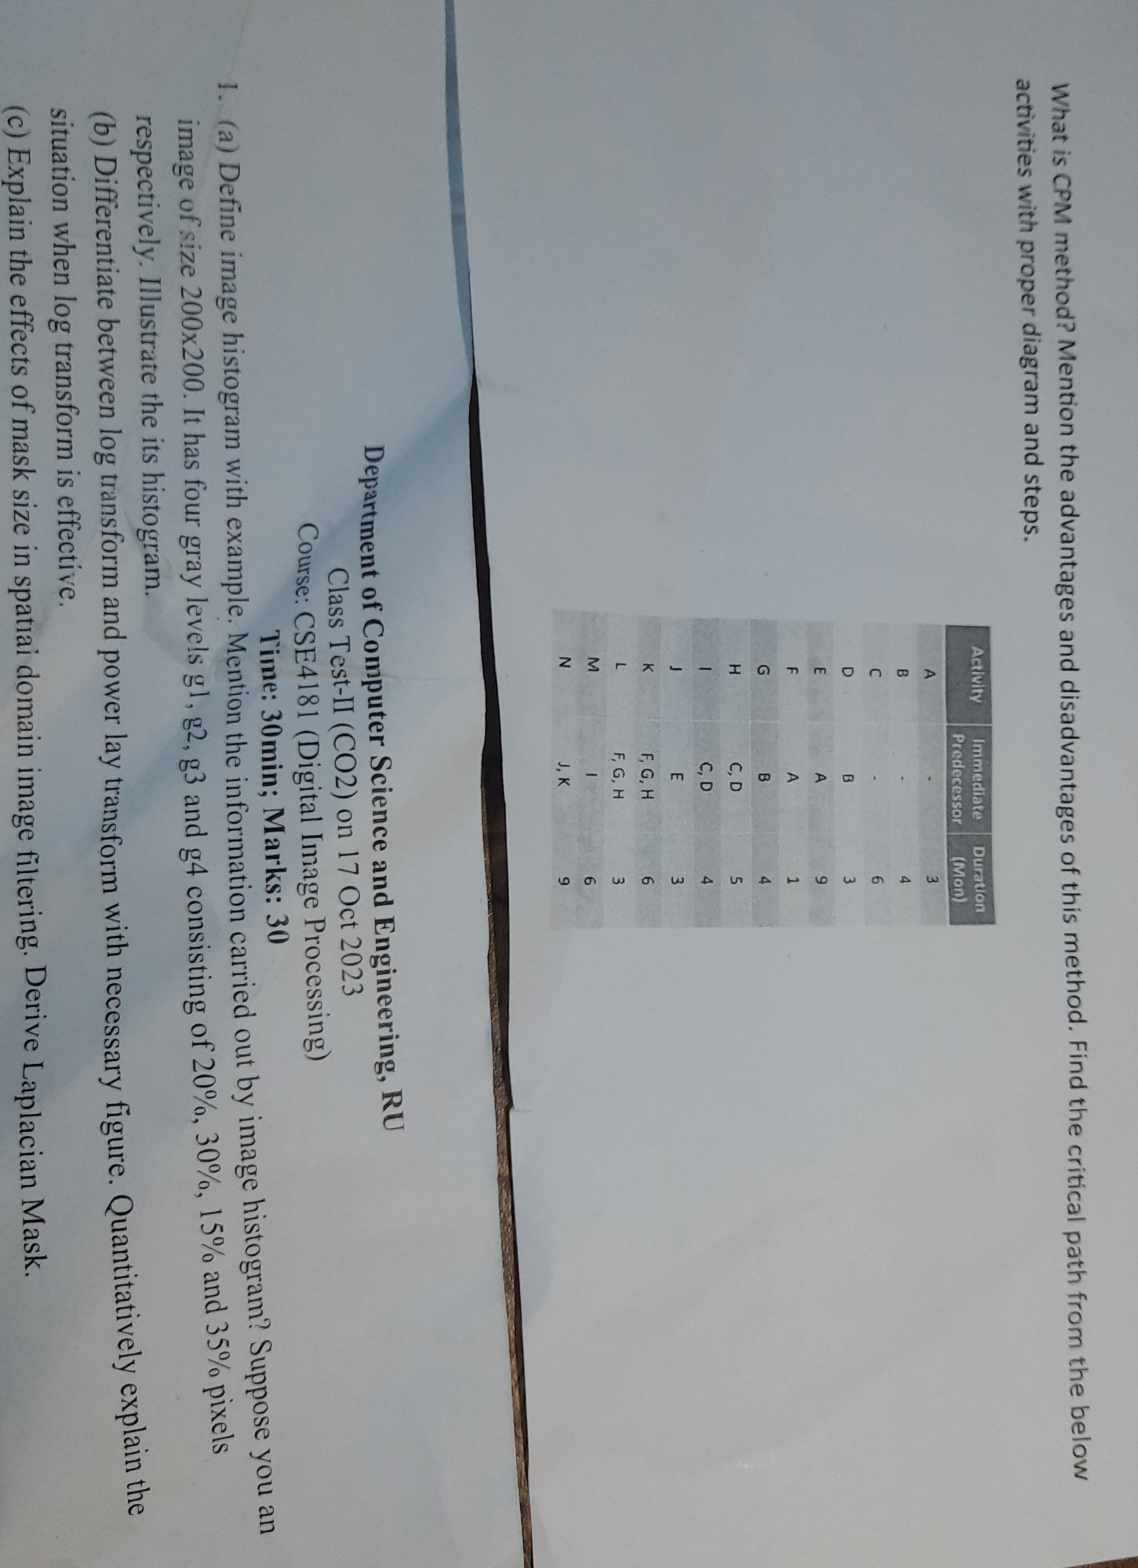 What is CPM method? Mention the advantages and disadvantages of this method. Find the critical path from the below
activities with proper diagram and steps.
Activity Immediate Predecessor Duration (Mon)
A - 3
B - 4
C - 6
D B 3
E A 9
F A 1
G B 4
H C, D 5
I C, D 4
J E 3
K F, G, H 6
L F, G, H 3
M I 6
N J, K 9
Department of Computer Science and Engineering, RU
Class Test-II (CO2) on 17 Oct 2023
Course: CSE4181 (Digital Image Processing)
Time: 30min; Marks: 30
1. (a) Define image histogram with example. Mention the information carried out by image histogram? Suppose you an
image of size 200x200. It has four gray levels g1, g2, g3 and g4 consisting of 20%, 30%, 15% and 35% pixels
respectively. Illustrate the its histogram.
(b) Differentiate between log transform and power lay transform with necessary figure. Quantitatively explain the
situation when log transform is effective.
(c) Explain the effects of mask size in spatial domain image filtering. Derive Laplacian Mask.